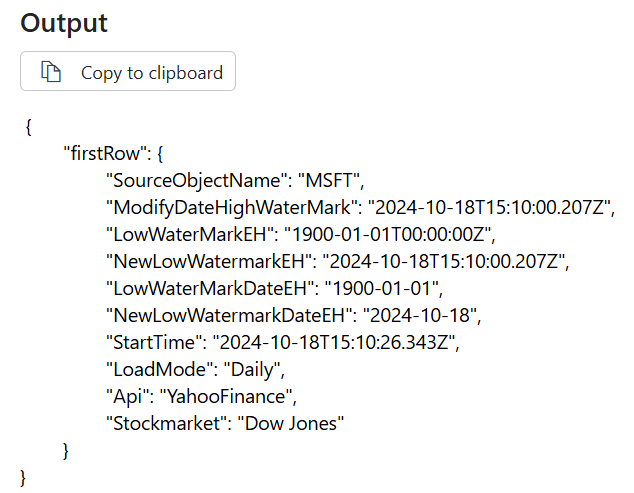 Output
Copy to clipboard
{
"firstRow": {
"SourceObjectName": "MSFT",
"ModifyDateHighWaterMark": "2024-10-18T15:10:00.207Z",
"LowWaterMarkEH": "1900-01-01T00:00:00Z",
"NewLowWatermarkEH": "2024-10-18T15:10:00.207Z",
"LowWaterMarkDateEH": "1900-01-01",
"NewLowWatermarkDateEH": "2024-10-18",
"StartTime": "2024-10-18T15:10:26.343Z",
"LoadMode": "Daily",
"Api": "YahooFinance",
"Stockmarket": "Dow Jones"
}
}